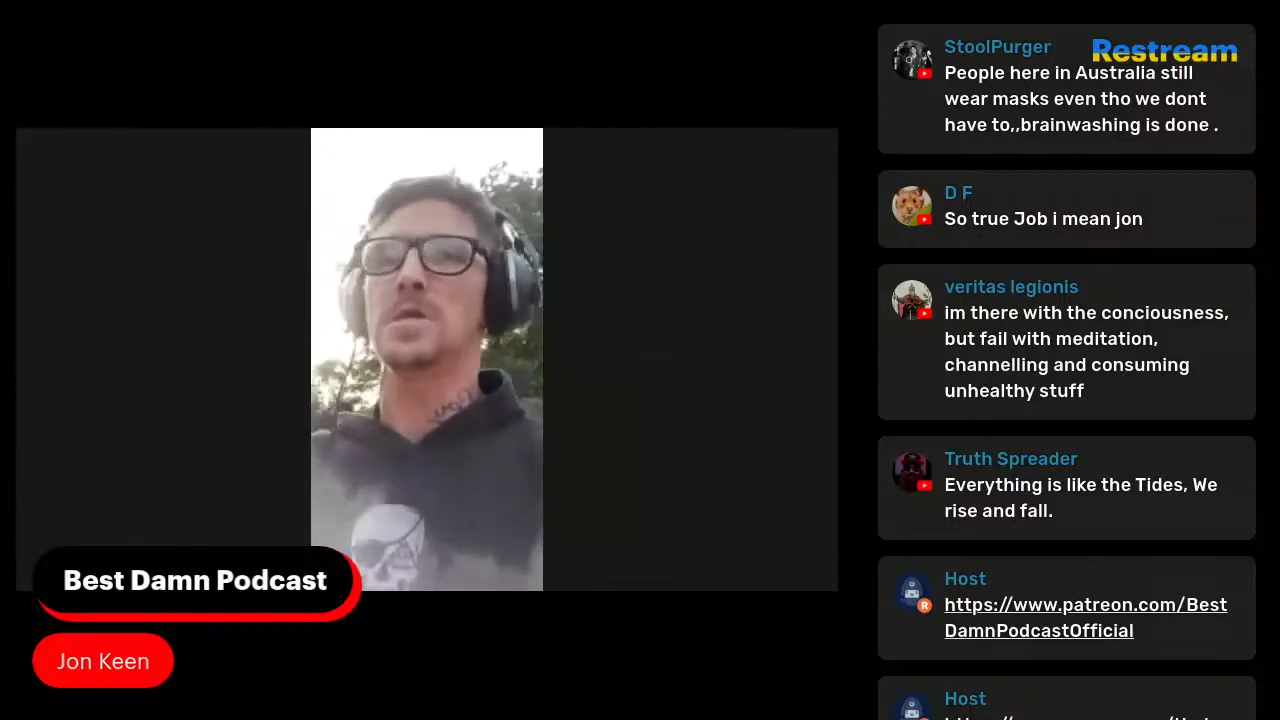 StoolPurger
Restream
People here in Australia still
wear masks even tho we dont
have to,,brainwashing is done .
D F
So true Job i mean jon
veritas legionis
im there with the conciousness,
but fail with meditation,
channelling and consuming
unhealthy stuff
Truth Spreader
Everything is like the Tides, We
rise and fall.
Host
https://www.patreon.com/Best
DamnPodcastOfficial
Host
Best Damn Podcast
Jon Keen